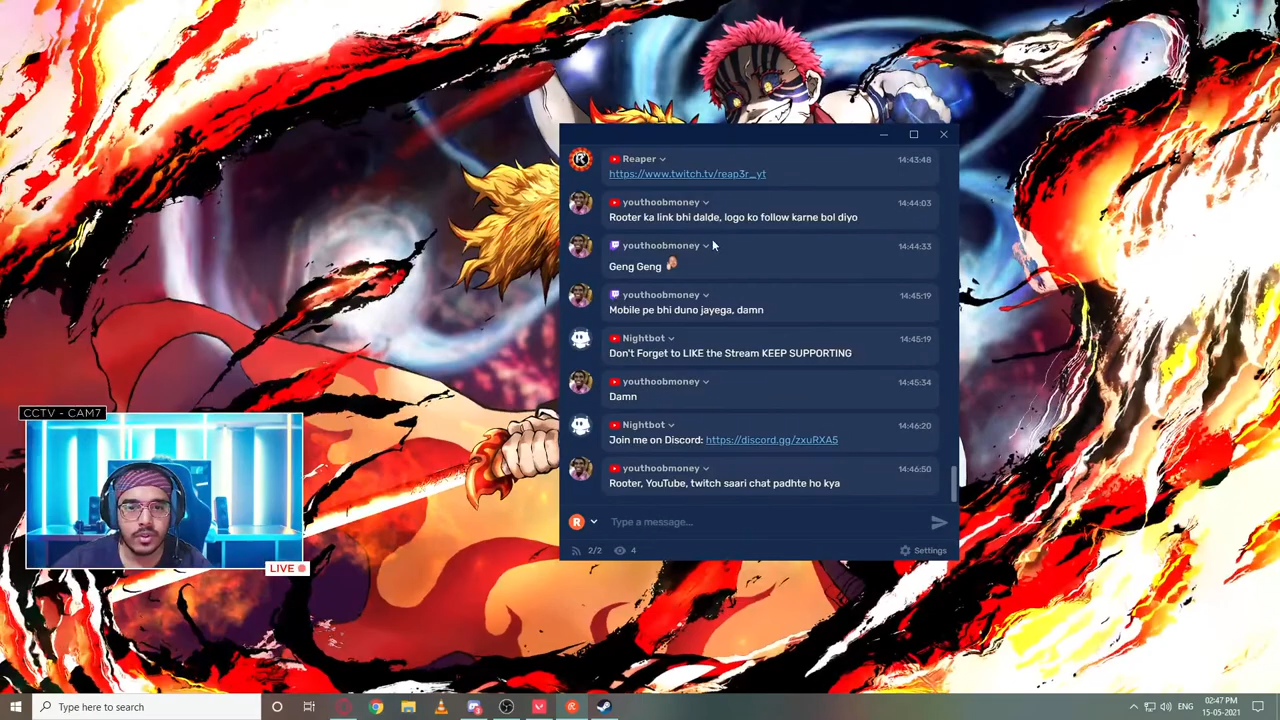 Reaper
14:43:48
https://www.twitch.tv/reap3r_yt
youthoobmoney
14:44:03
Rooter ka link bhi dalde, logo ko follow karne bol diyo
youthoobmoney
14:44:33
Geng Geng
youthoobmoney
14:45:19
Mobile pe bhi duno jayega, damn
Nightbot
14:45:19
Don't Forget to LIKE the Stream KEEP SUPPORTING
youthoobmoney
14:45:34
Damn
Nightbot
14:46:20
Join me on Discord: https://discord.gg/zxuRXA5
youthoobmoney
14:46:50
Rooter, YouTube, twitch saari chat padhte ho kya
R
Type a message...
2/2
4
Settings
CCTV - CAM7
LIVE
Type here to search
ENG
02:47 PM
15-05-2021